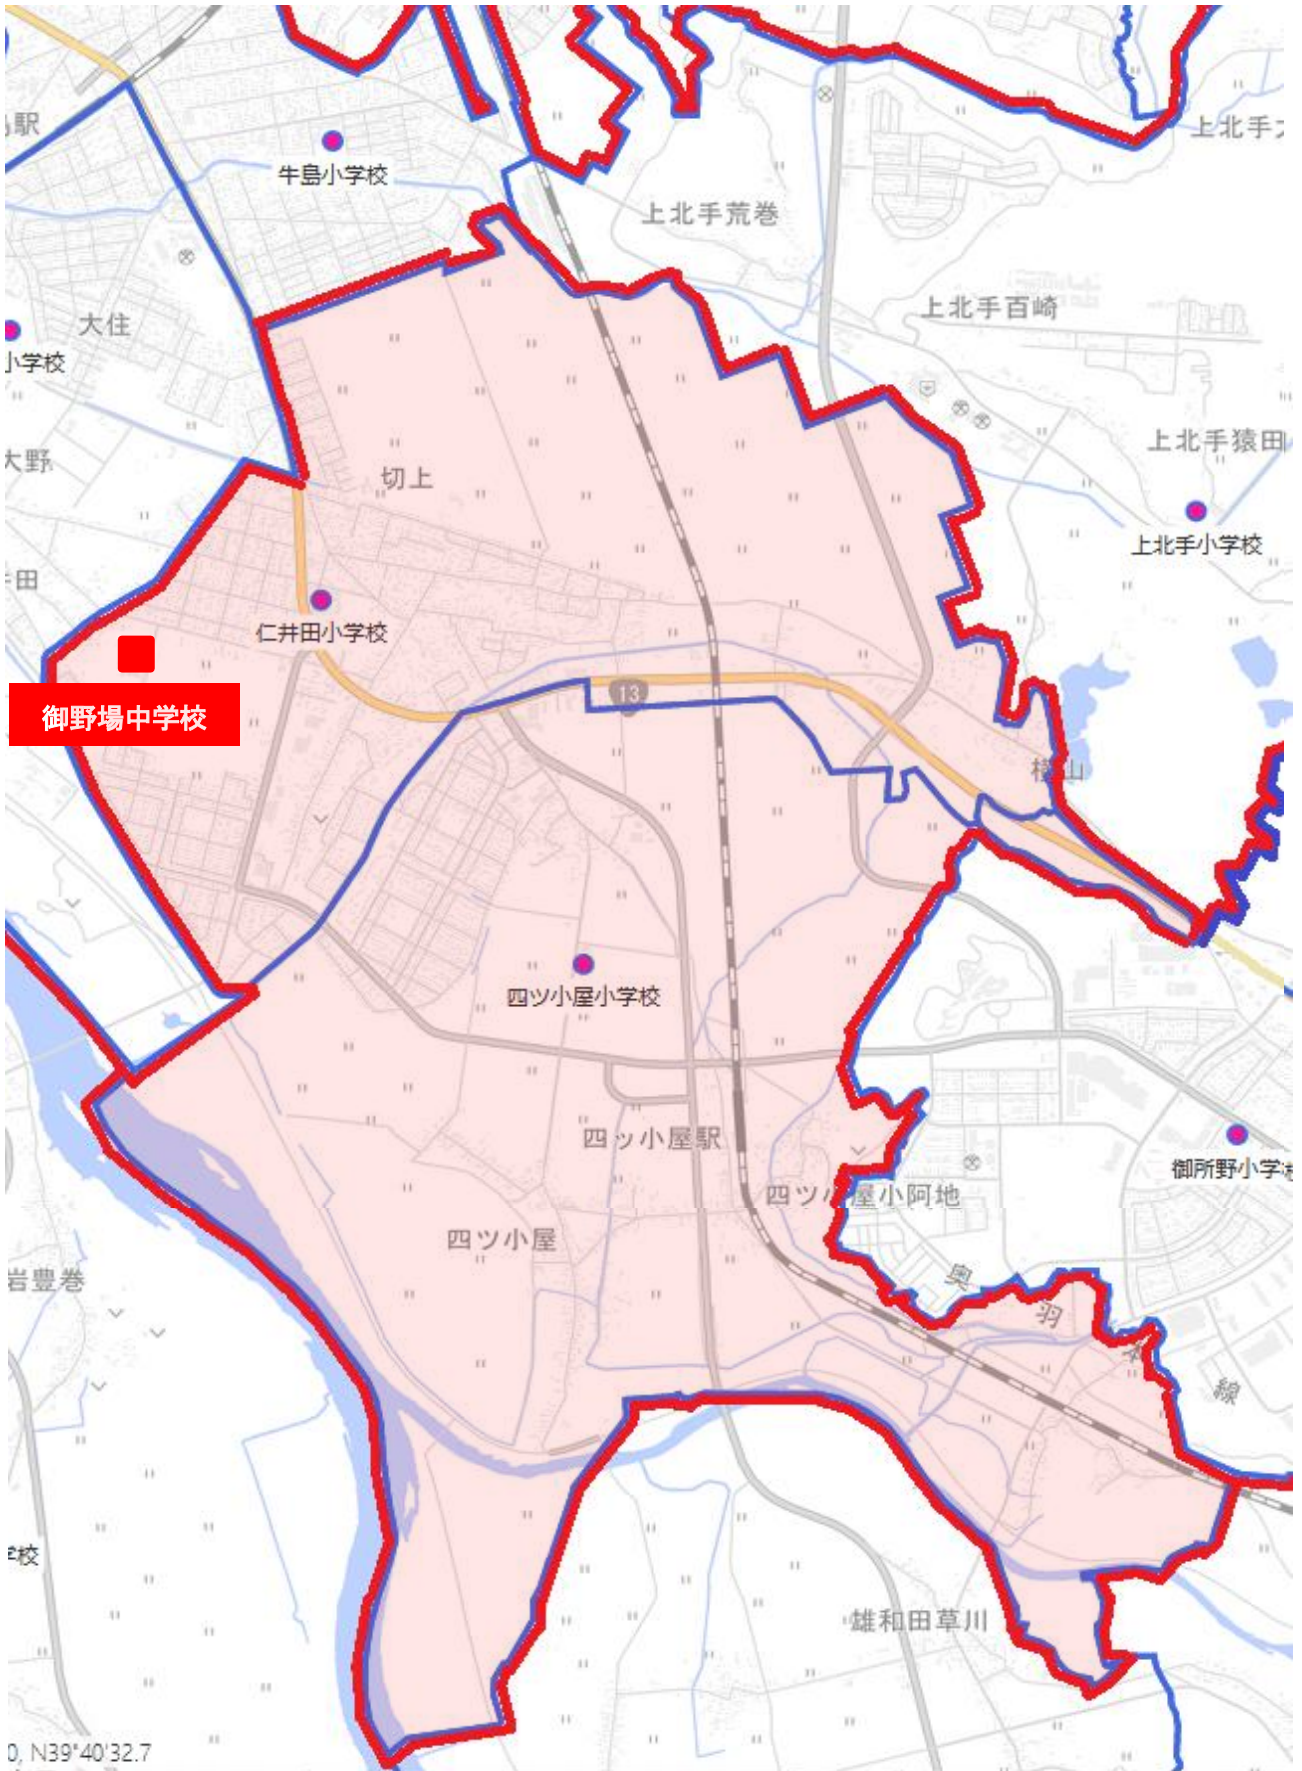 駅
上北手
牛島小学校
上北手荒巻
上北手百崎
大住
小学校
上北手猿田
大野
切上
上北手小学校
田
仁井田小学校
13
御野場中学校
横山
四ツ小屋小学校
四ッ小屋駅
御所野小学校
四ツ小屋小阿地
四ツ小屋
岩豊巻
奥羽本線
学校
雄和田草川
0, N39°40'32.7